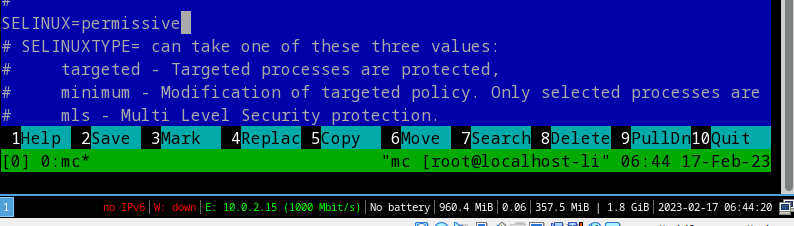 #
SELINUX=permissive
# SELINUXTYPE= can take one of these three values:
#     targeted - Targeted processes are protected,
#     minimum - Modification of targeted policy. Only selected processes are
#     mls - Multi Level Security protection.
1Help 2Save 3Mark 4Replac 5Copy 6Move 7Search 8Delete 9PullDn 10Quit
[0] 0:mc* "mc [root@localhost-li" 06:44 17-Feb-23
1 no IPv6|W: down|E: 10.0.2.15 (1000 Mbit/s)|No battery|960.4 MiB|0.06|357.5 MiB | 1.8 GiB|2023-02-17 06:44:20